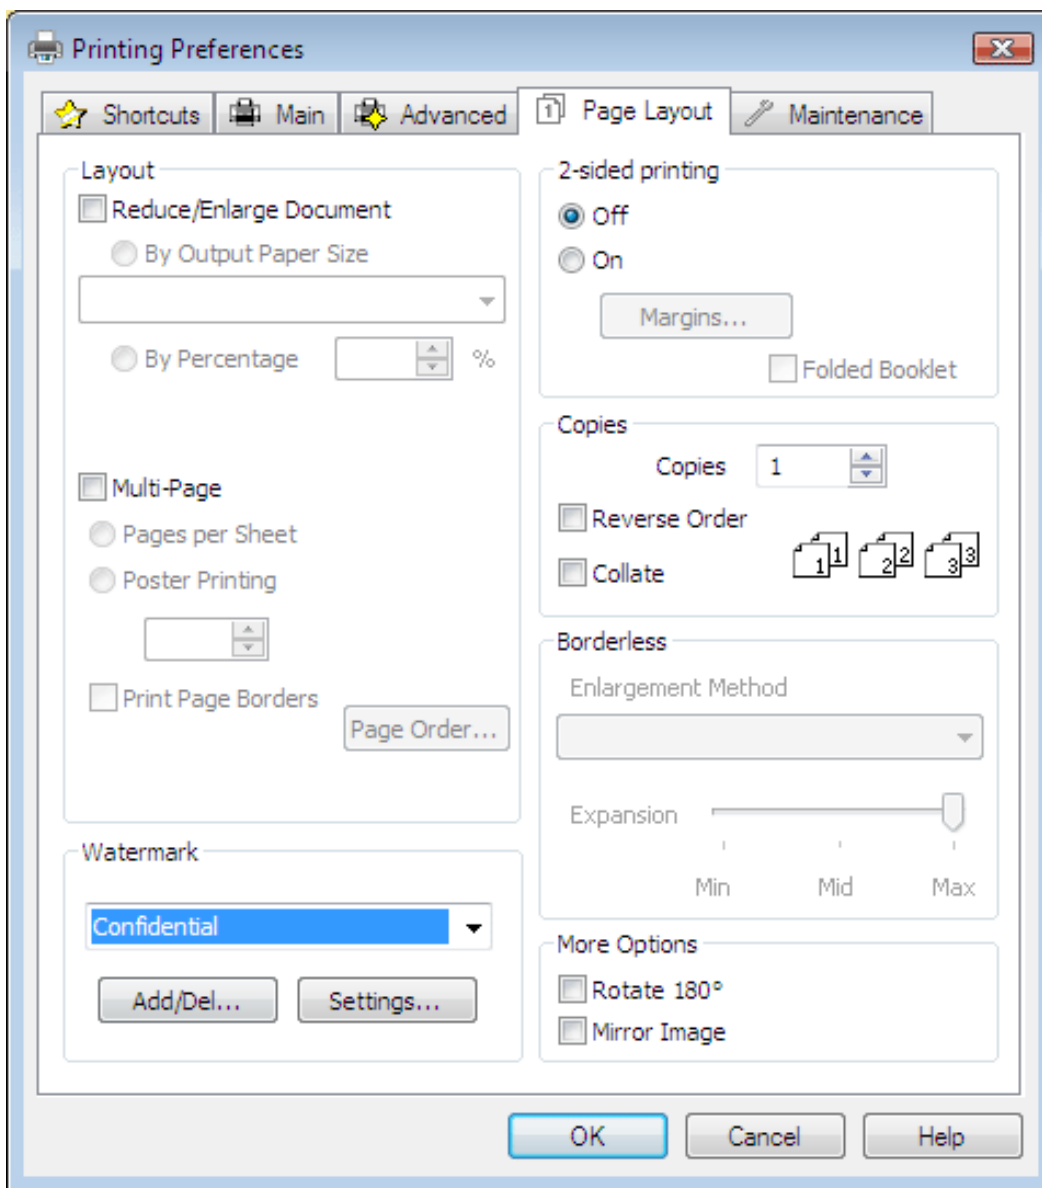 Printing Preferences
Shortcuts
Main
Advanced
1
Page Layout
Maintenance
Layout
Reduce/Enlarge Document
By Output Paper Size
By Percentage
%
Multi-Page
Pages per Sheet
Poster Printing
Print Page Borders
Page Order...
Watermark
Confidential
Add/Del...
Settings...
2-sided printing
Off
On
Margins...
Folded Booklet
Copies
Copies 1
Reverse Order
Collate
1 1 2 2 3 3
Borderless
Enlargement Method
Expansion
Min Mid Max
More Options
Rotate 180°
Mirror Image
OK Cancel Help